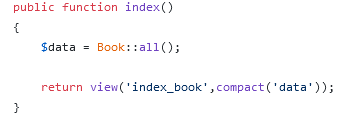 public function index()
{
    $data = Book::all();

    return view('index_book',compact('data'));
}